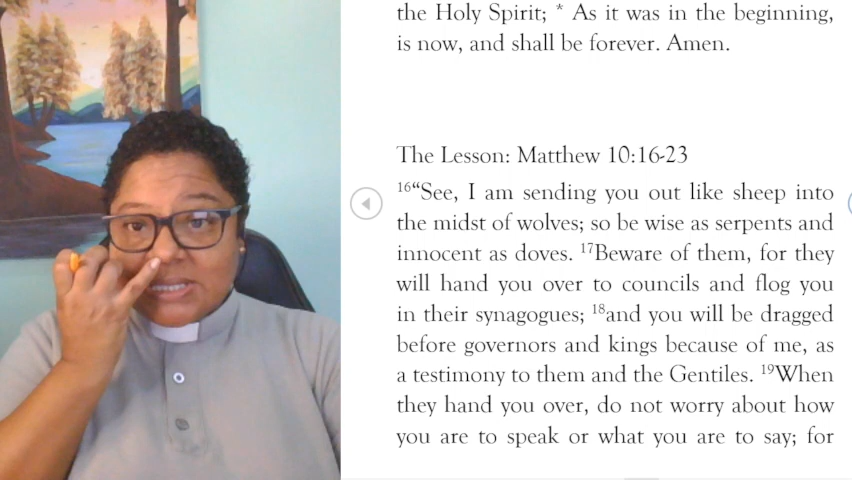 the Holy Spirit; * As it was in the beginning,
is now, and shall be forever. Amen.
The Lesson: Matthew 10:16-23
16“See, I am sending you out like sheep into
the midst of wolves; so be wise as serpents and
innocent as doves. 17Beware of them, for they
will hand you over to councils and flog you
in their synagogues; 18and you will be dragged
before governors and kings because of me, as
a testimony to them and the Gentiles. 19When
they hand you over, do not worry about how
you are to speak or what you are to say; for